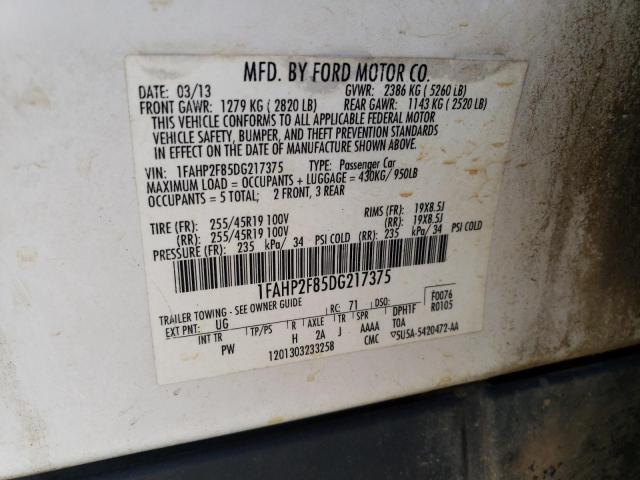 MFD. BY FORD MOTOR CO.
DATE: 03/13 GVWR: 2386 KG ( 5260 LB)
FRONT GAWR: 1279 KG ( 2820 LB) REAR GAWR: 1143 KG ( 2520 LB)
THIS VEHICLE CONFORMS TO ALL APPLICABLE FEDERAL MOTOR
VEHICLE SAFETY, BUMPER, AND THEFT PREVENTION STANDARDS
IN EFFECT ON THE DATE OF MANUFACTURE SHOWN ABOVE.
VIN: 1FAHP2F85DG217375 TYPE: Passenger Car
MAXIMUM LOAD = OCCUPANTS + LUGGAGE = 430KG/ 950LB
OCCUPANTS = 5 TOTAL; 2 FRONT, 3 REAR
TIRE (FR): 255/45R19 100V RIMS (FR): 19X8.5J
(RR): 255/45R19 100V (RR): 19X8.5J
PRESSURE (FR): 235 kPa/ 34 PSI COLD (RR): 235 kPa/ 34 PSI COLD
1FAHP2F85DG217375
TRAILER TOWING - SEE OWNER GUIDE RC: 71 DSO: F0076
EXT PNT: UG R0105
INT TR TP/PS R AXLE TR SPR DPHTF
PW H 2A J AAAA TOA
1201303233258 CMC ▽5U5A-5420472-AA